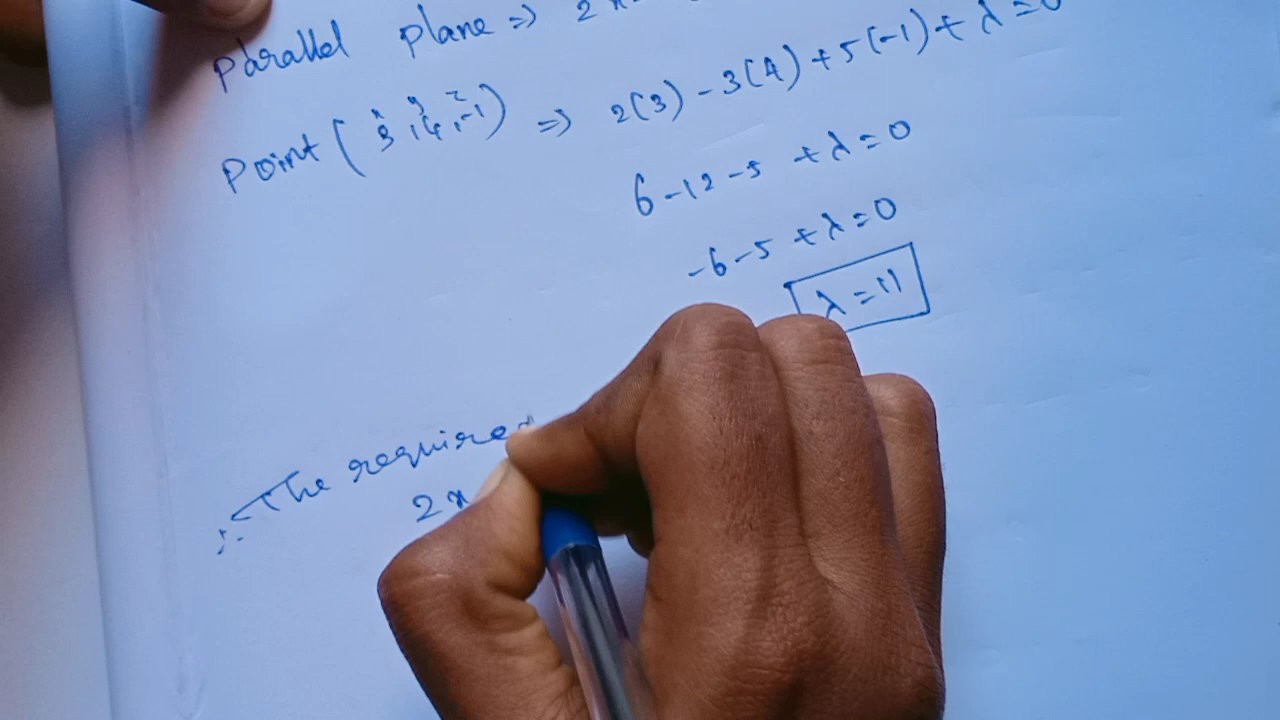 Parallel plane => 2x
x y z
Point (3, 4, -1) => 2(3) - 3(4) + 5(-1) + λ = 0
6 - 12 - 5 + λ = 0
-6 - 5 + λ = 0
λ = 11
∴ The required
2x